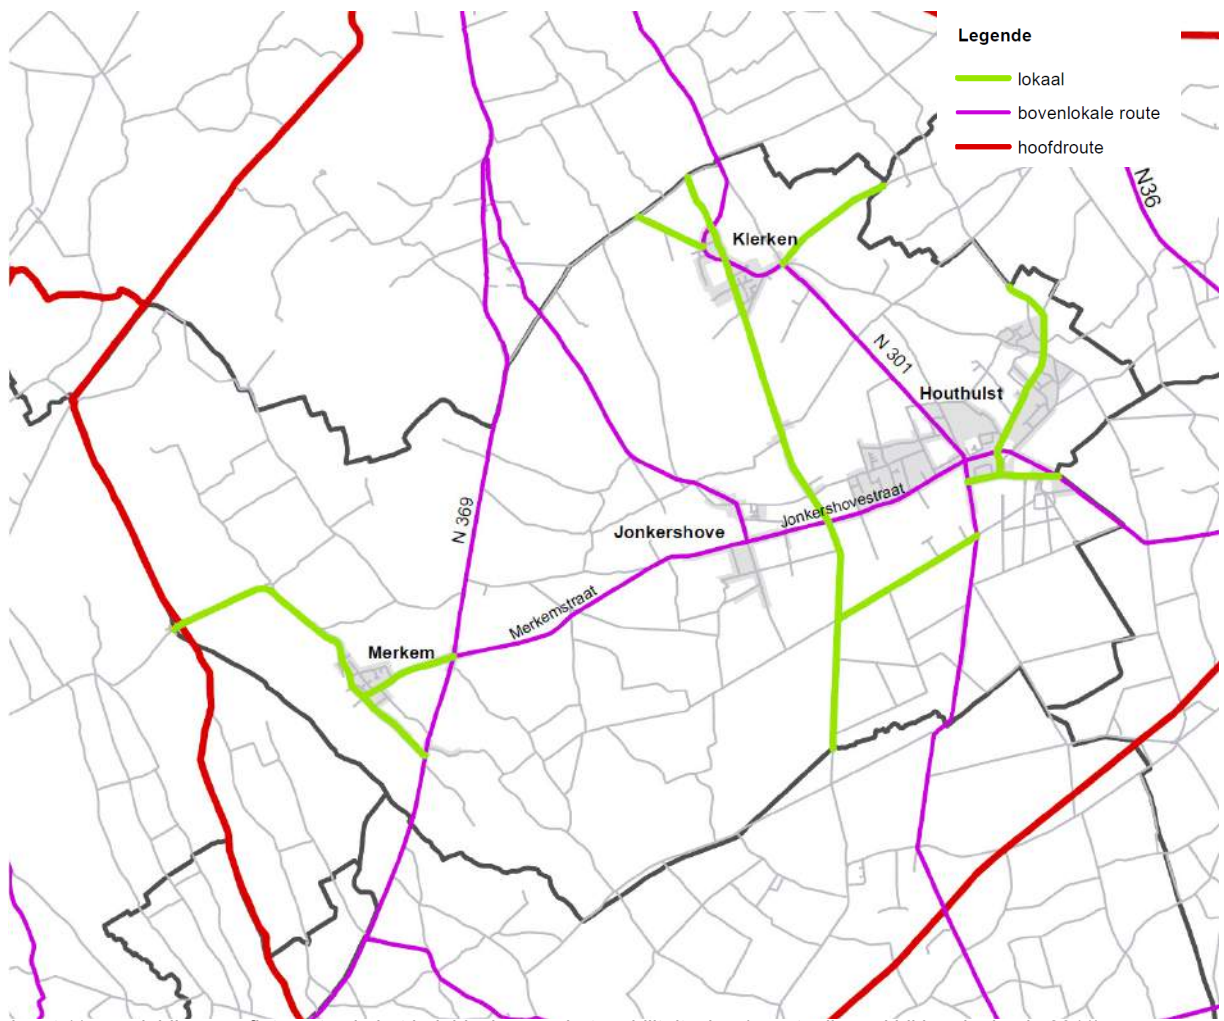 Legende
lokaal
bovenlokale route
hoofdroute
N36
Klerken
N 301
Houthulst
N 369
Jonkershovestraat
Jonkershove
Merkemstraat
Merkem